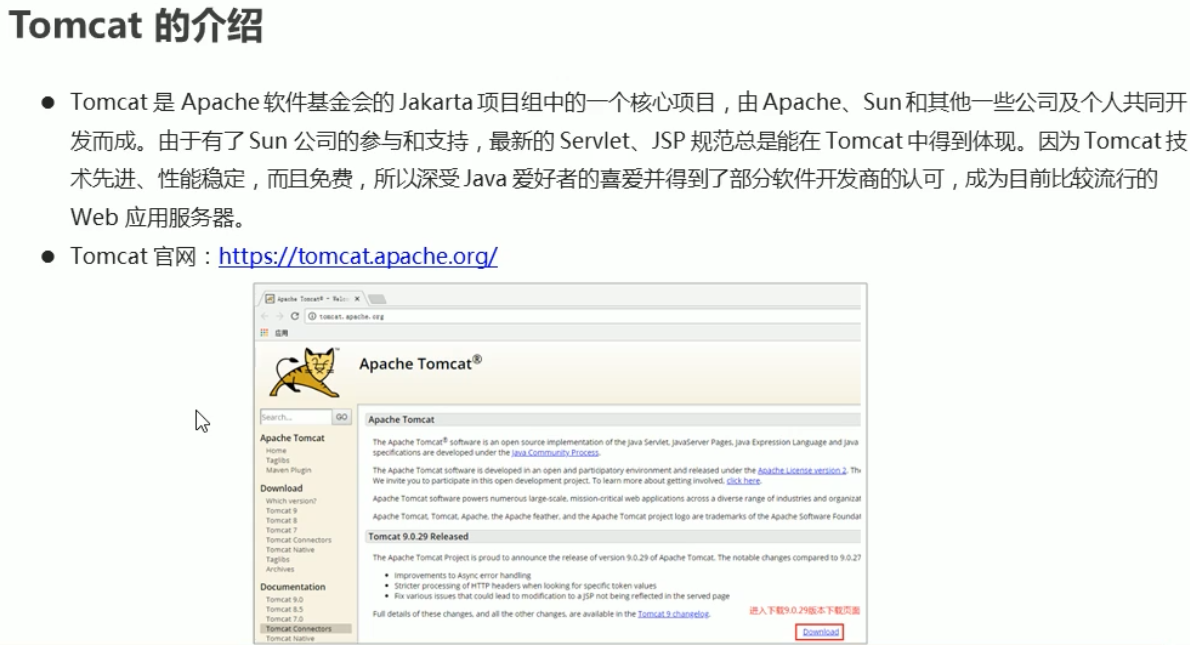 Tomcat 的介绍
● Tomcat 是 Apache 软件基金会的 Jakarta 项目组中的一个核心项目，由 Apache、Sun 和其他一些公司及个人共同开
发而成。由于有了 Sun 公司的参与和支持，最新的 Servlet、JSP 规范总是能在 Tomcat 中得到体现。因为 Tomcat 技
术先进、性能稳定，而且免费，所以深受 Java 爱好者的喜爱并得到了部分软件开发商的认可，成为目前比较流行的
Web 应用服务器。
● Tomcat 官网：https://tomcat.apache.org/
Apache Tomcat® - Welc
tomcat.apache.org
应用
Apache Tomcat®
Search... GO
Apache Tomcat
Home
Taglibs
Maven Plugin
Download
Which version?
Tomcat 9
Tomcat 8
Tomcat 7
Tomcat Connectors
Tomcat Native
Taglibs
Archives
Documentation
Tomcat 9.0
Tomcat 8.5
Tomcat 7.0
Tomcat Connectors
Tomcat Native
Apache Tomcat
The Apache Tomcat® software is an open source implementation of the Java Servlet, JavaServer Pages, Java Expression Language and Java
specifications are developed under the Java Community Process.
The Apache Tomcat software is developed in an open and participatory environment and released under the Apache License version 2. The
We invite you to participate in this open development project. To learn more about getting involved, click here.
Apache Tomcat software powers numerous large-scale, mission-critical web applications across a diverse range of industries and organizat
Apache Tomcat, Tomcat, Apache, the Apache feather, and the Apache Tomcat project logo are trademarks of the Apache Software Foundat
Tomcat 9.0.29 Released
The Apache Tomcat Project is proud to announce the release of version 9.0.29 of Apache Tomcat. The notable changes compared to 9.0.27
• Improvements to Async error handling
• Stricter processing of HTTP headers when looking for specific token values
• Fix various issues that could lead to modification to a JSP not being reflected in the served page
Full details of these changes, and all the other changes, are available in the Tomcat 9 changelog.
进入下载9.0.29版本下载页面
Download